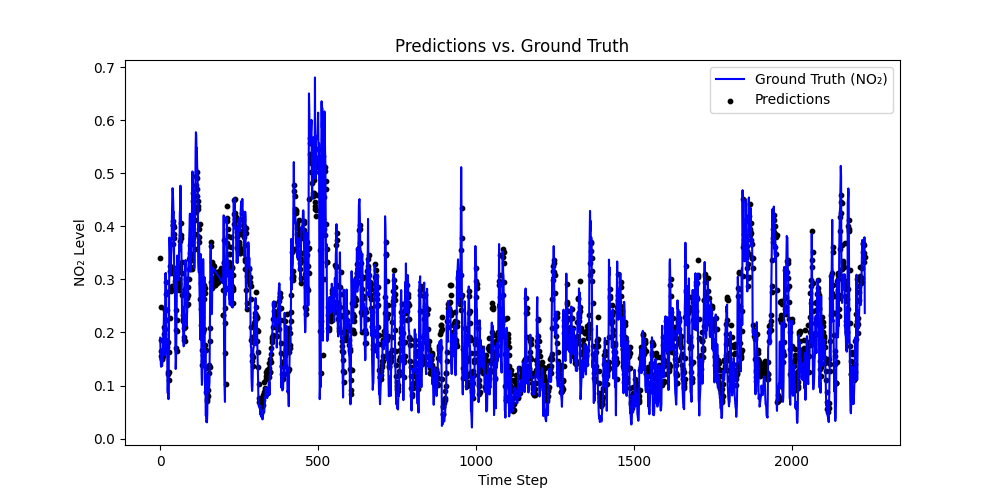 Predictions vs. Ground Truth
0.7
0.6
0.5
0.4
0.3
0.2
0.1
0.0
NO₂ Level
Ground Truth (NO₂)
Predictions
0
500
1000
1500
2000
Time Step